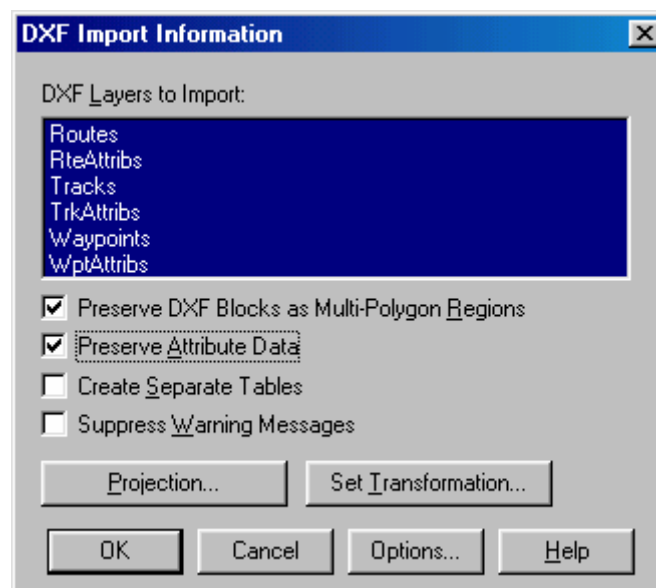 DXF Import Information
DXF Layers to Import:
Routes
RteAttribs
Tracks
TrkAttribs
Waypoints
WptAttribs
Preserve DXF Blocks as Multi-Polygon Regions
Preserve Attribute Data
Create Separate Tables
Suppress Warning Messages
Projection... Set Transformation...
OK Cancel Options... Help